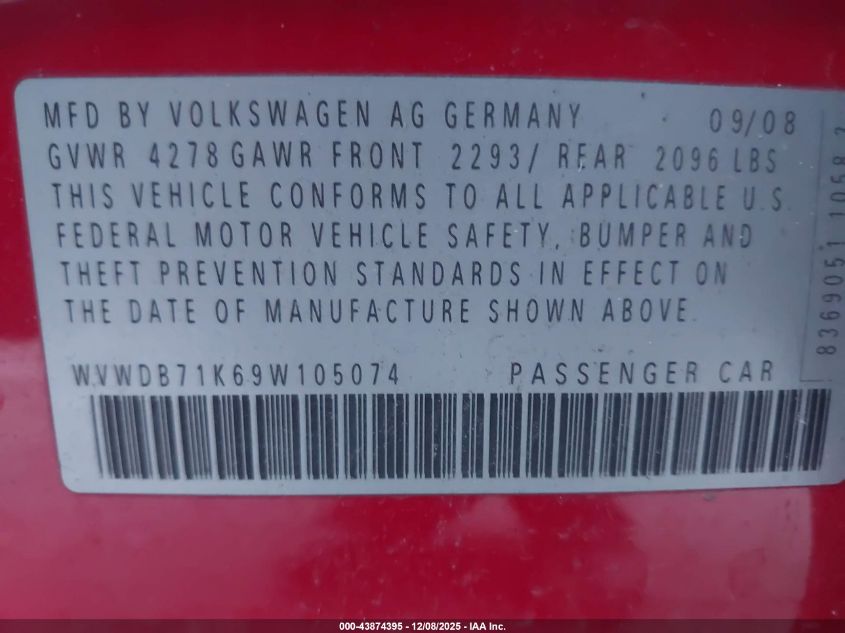 MFD BY VOLKSWAGEN AG GERMANY 09/08
GVWR 4278 GAWR FRONT 2293/ REAR 2096 LBS
THIS VEHICLE CONFORMS TO ALL APPLICABLE U.S.
FEDERAL MOTOR VEHICLE SAFETY, BUMPER AND
THEFT PREVENTION STANDARDS IN EFFECT ON
THE DATE OF MANUFACTURE SHOWN ABOVE.
WVWDB71K69W105074 PASSENGER CAR
8369051 1058 3
000-43874395 - 12/08/2025 - IAA Inc.